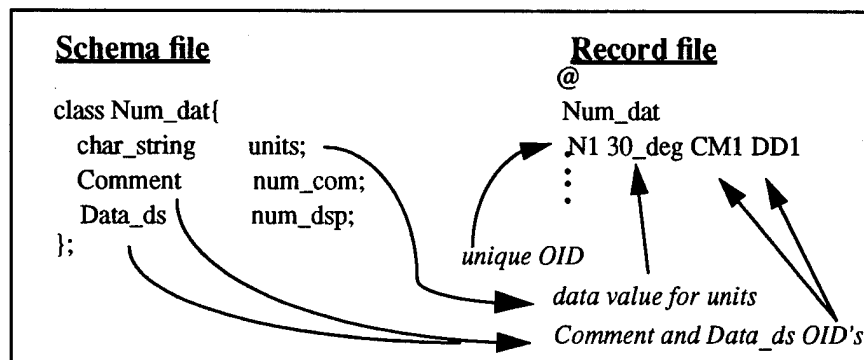 Schema file
Record file
@
class Num_dat{
Num_dat
char_string units;
N1 30_deg CM1 DD1
Comment num_com;
Data_ds num_dsp;
};
unique OID
data value for units
Comment and Data_ds OID's